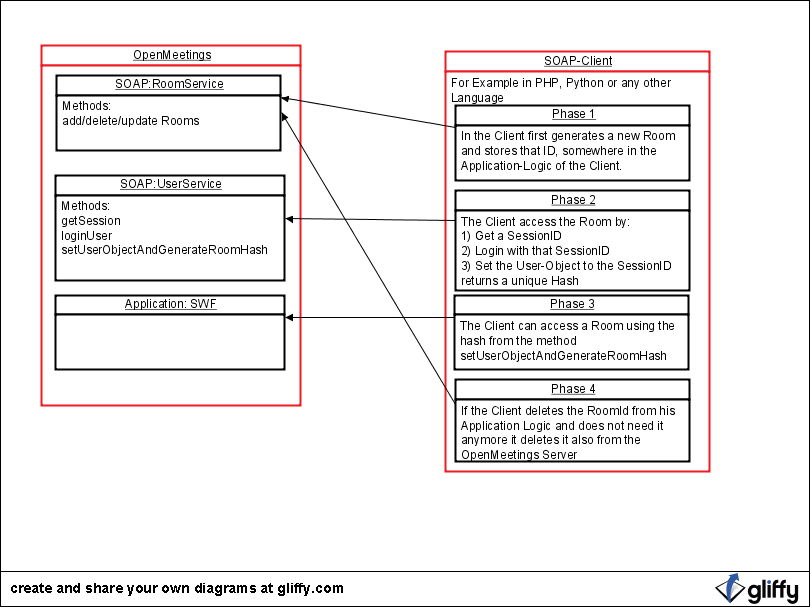 OpenMeetings
SOAP:RoomService
Methods:
add/delete/update Rooms
SOAP:UserService
Methods:
getSession
loginUser
setUserObjectAndGenerateRoomHash
Application: SWF
SOAP-Client
For Example in PHP, Python or any other
Language
Phase 1
In the Client first generates a new Room
and stores that ID, somewhere in the
Application-Logic of the Client.
Phase 2
The Client access the Room by:
1) Get a SessionID
2) Login with that SessionID
3) Set the User-Object to the SessionID
returns a unique Hash
Phase 3
The Client can access a Room using the
hash from the method
setUserObjectAndGenerateRoomHash
Phase 4
If the Client deletes the RoomId from his
Application Logic and does not need it
anymore it deletes it also from the
OpenMeetings Server
create and share your own diagrams at gliffy.com
gliffy